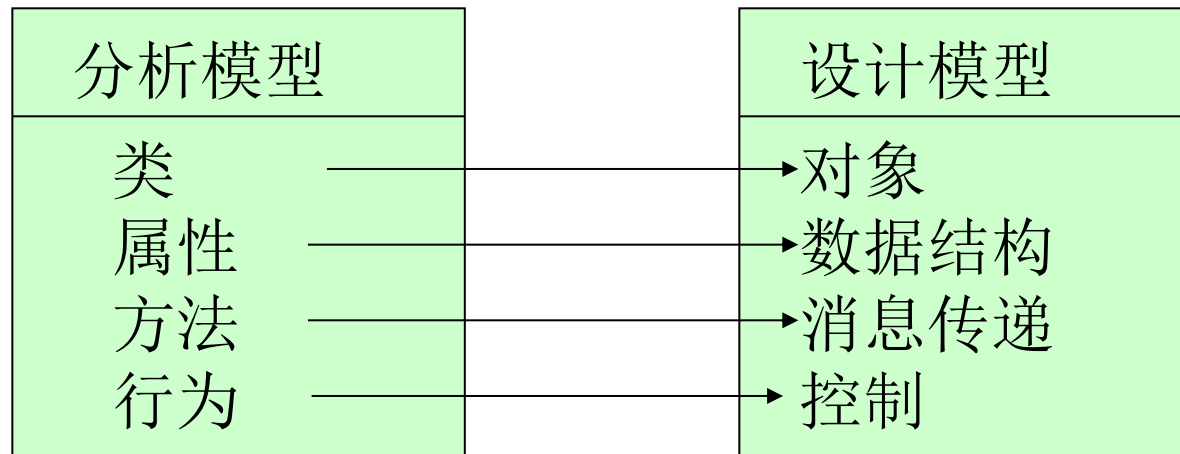 分析模型
类
属性
方法
行为
设计模型
对象
数据结构
消息传递
控制